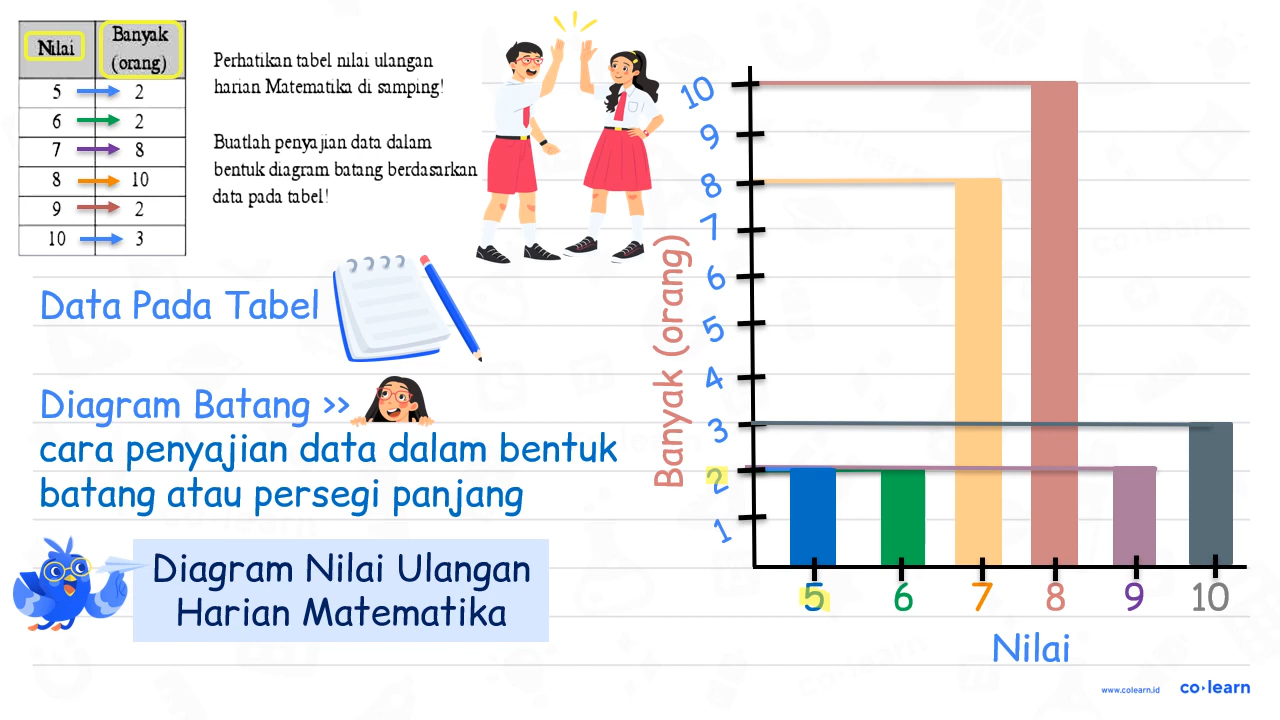 Nilai Banyak (orang)
5 2
6 2
7 8
8 10
9 2
10 3
Perhatikan tabel nilai ulangan
harian Matematika di samping!
Buatlah penyajian data dalam
bentuk diagram batang berdasarkan
data pada tabel!
Data Pada Tabel
Diagram Batang >>
cara penyajian data dalam bentuk
batang atau persegi panjang
Diagram Nilai Ulangan
Harian Matematika
Banyak (orang)
10
9
8
7
6
5
4
3
2
1
5 6 7 8 9 10
Nilai
www.colearn.id co·learn